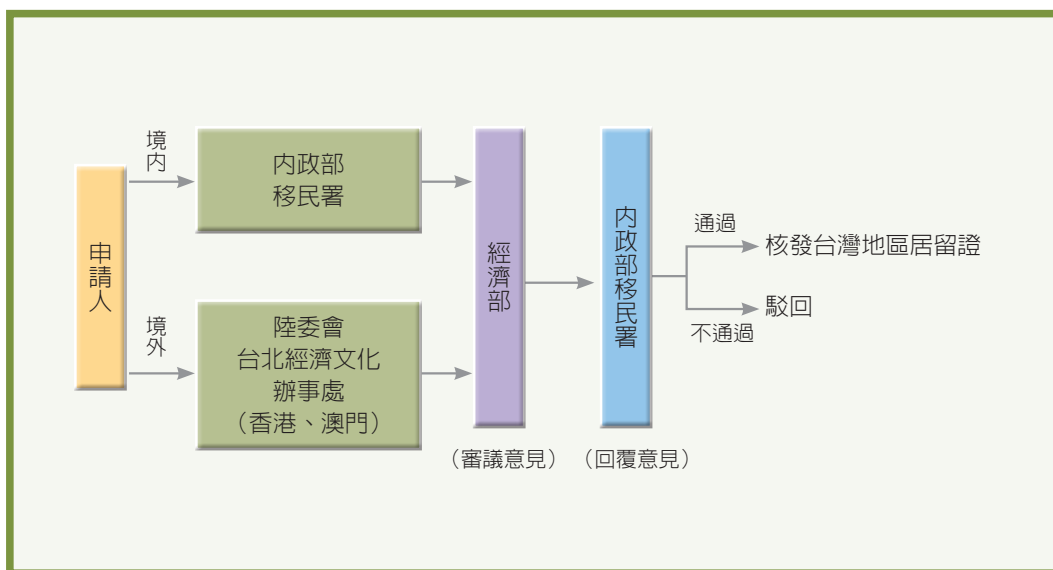 申請人
境內
內政部
移民署
境外
陸委會
台北經濟文化
辦事處
（香港、澳門）
經濟部
（審議意見）
內政部移民署
（回覆意見）
通過
核發台灣地區居留證
不通過
駁回